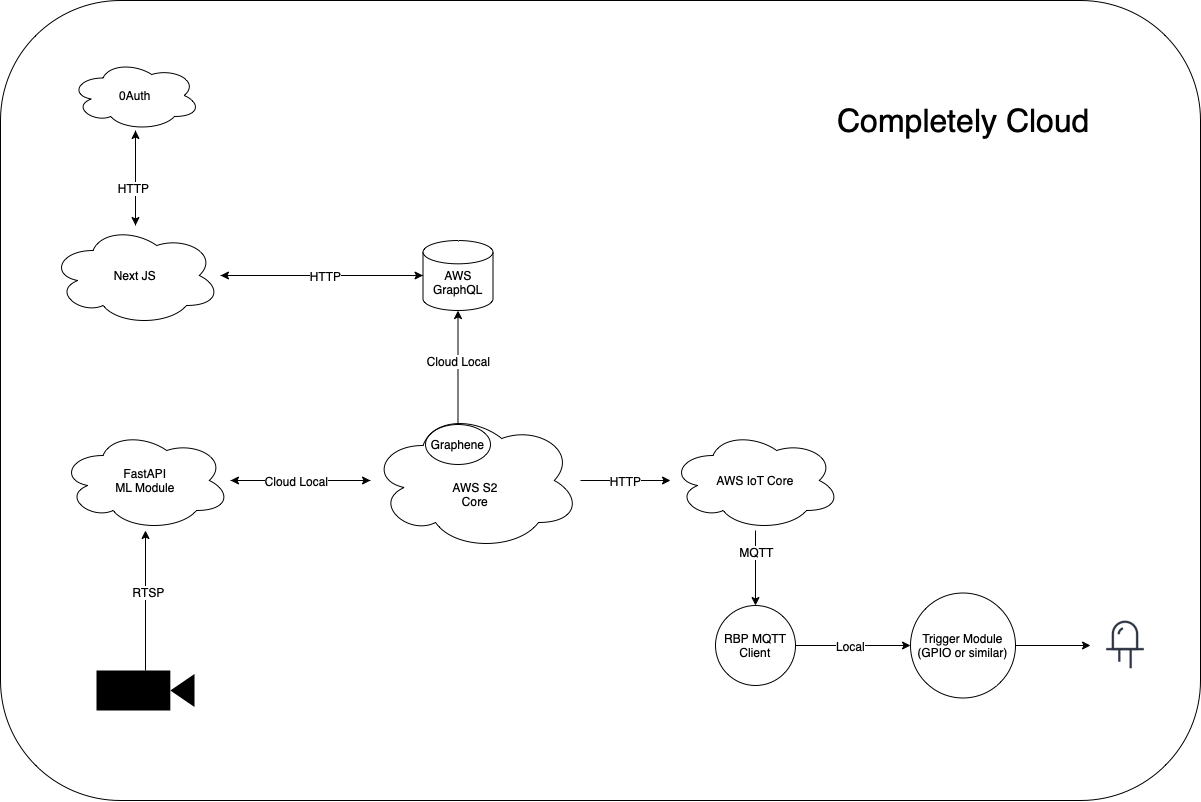 0Auth
Completely Cloud
HTTP
Next JS
HTTP
AWS
GraphQL
Cloud Local
Graphene
FastAPI
ML Module
Cloud Local
AWS S2
Core
HTTP
AWS IoT Core
MQTT
RTSP
RBP MQTT
Client
Local
Trigger Module
(GPIO or similar)